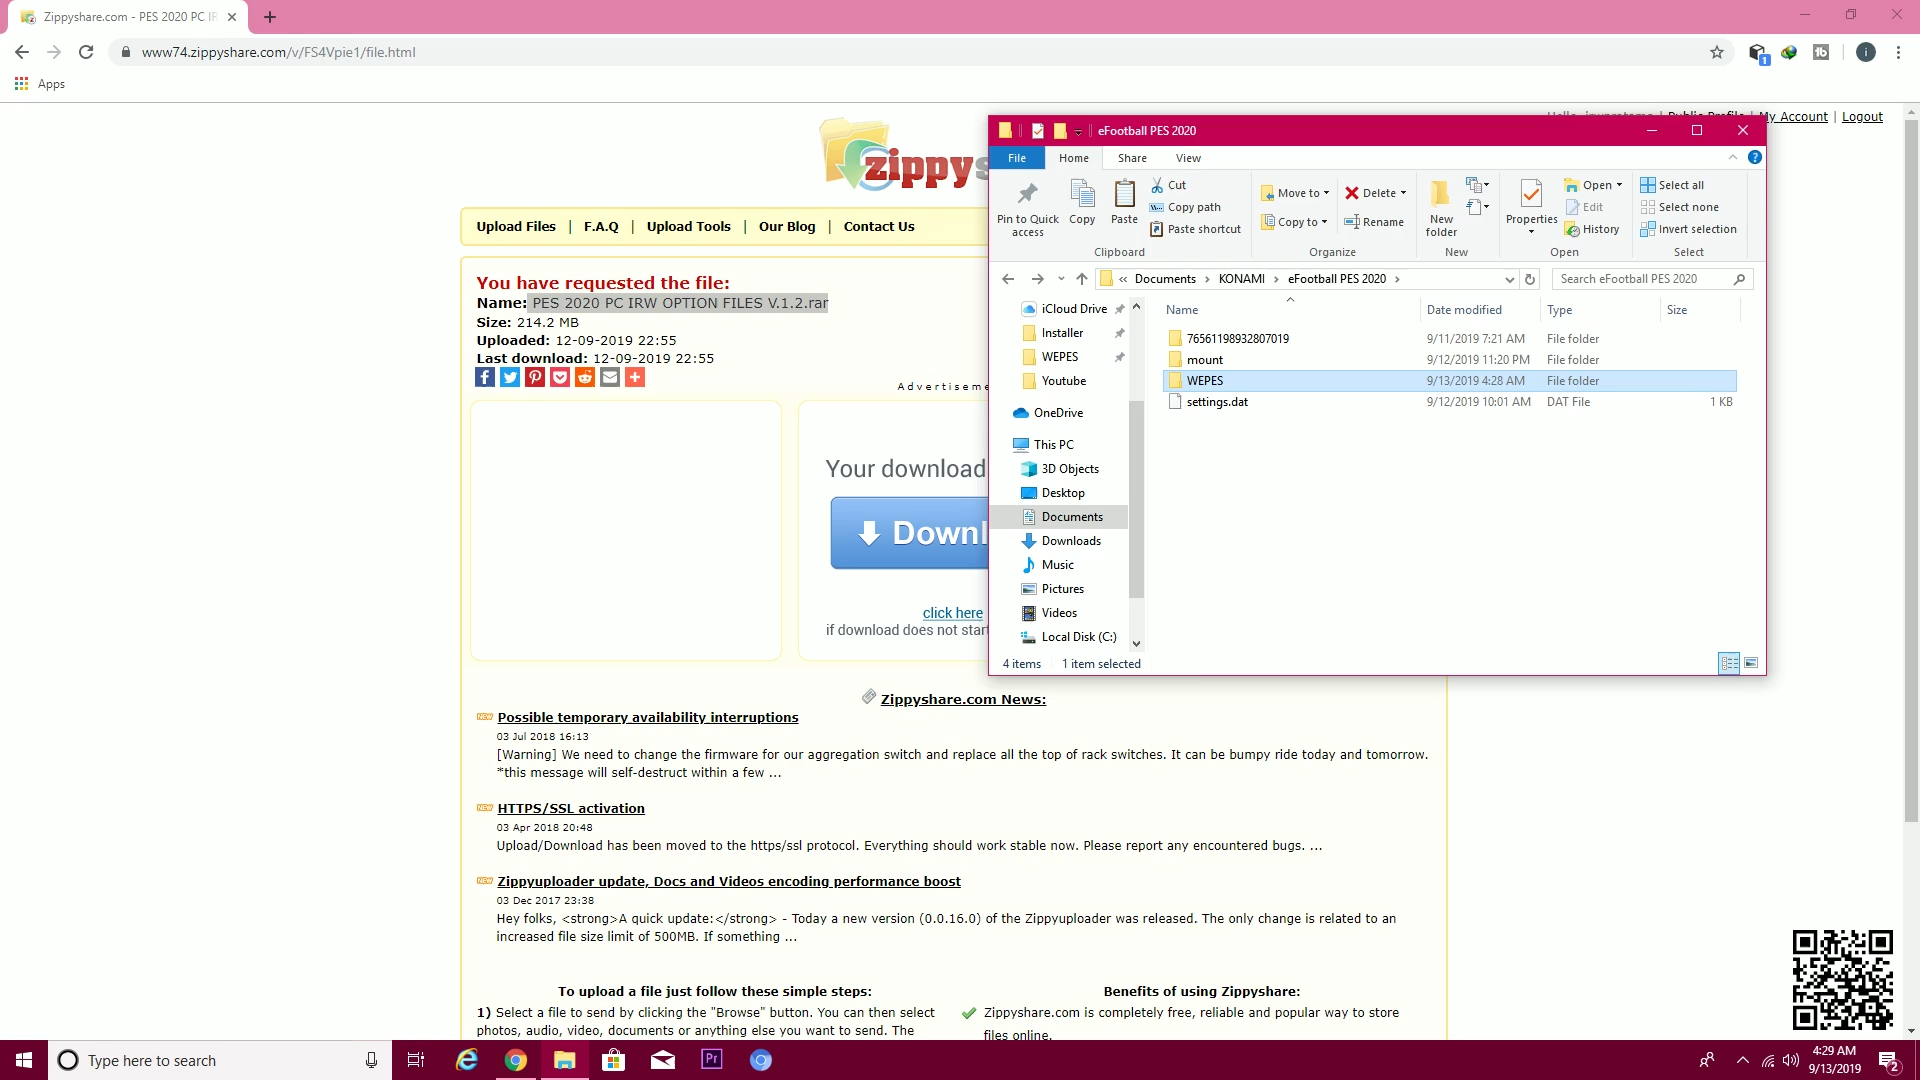 Zippyshare.com - PES 2020 PC IR
www74.zippyshare.com/v/FS4Vpie1/file.html
1
tb
i
Apps
My Account | Logout
zippys
Upload Files | F.A.Q | Upload Tools | Our Blog | Contact Us
You have requested the file:
Name: PES 2020 PC IRW OPTION FILES V.1.2.rar
Size: 214.2 MB
Uploaded: 12-09-2019 22:55
Last download: 12-09-2019 22:55
Advertiseme
Your download
Downl
click here
if download does not start
eFootball PES 2020
File
Home
Share
View
Pin to Quick access
Copy
Paste
Cut
Copy path
Paste shortcut
Clipboard
Move to
Copy to
Delete
Rename
Organize
New folder
New
Properties
Open
Edit
History
Open
Select all
Select none
Invert selection
Select
« Documents › KONAMI › eFootball PES 2020 ›
Search eFootball PES 2020
iCloud Drive
Installer
WEPES
Youtube
OneDrive
This PC
3D Objects
Desktop
Documents
Downloads
Music
Pictures
Videos
Local Disk (C:)
Name Date modified Type Size
76561198932807019 9/11/2019 7:21 AM File folder
mount 9/12/2019 11:20 PM File folder
WEPES 9/13/2019 4:28 AM File folder
settings.dat 9/12/2019 10:01 AM DAT File 1 KB
4 items 1 item selected
Zippyshare.com News:
NEW Possible temporary availability interruptions
03 Jul 2018 16:13
[Warning] We need to change the firmware for our aggregation switch and replace all the top of rack switches. It can be bumpy ride today and tomorrow.
*this message will self-destruct within a few ...
NEW HTTPS/SSL activation
03 Apr 2018 20:48
Upload/Download has been moved to the https/ssl protocol. Everything should work stable now. Please report any encountered bugs. ...
NEW Zippyuploader update, Docs and Videos encoding performance boost
03 Dec 2017 23:38
Hey folks, <strong>A quick update:</strong> - Today a new version (0.0.16.0) of the Zippyuploader was released. The only change is related to an
increased file size limit of 500MB. If something ...
To upload a file just follow these simple steps:
1) Select a file to send by clicking the "Browse" button. You can then select
photos, audio, video, documents or anything else you want to send. The
Benefits of using Zippyshare:
Zippyshare.com is completely free, reliable and popular way to store
files online.
Type here to search
Pr
4:29 AM
9/13/2019
2